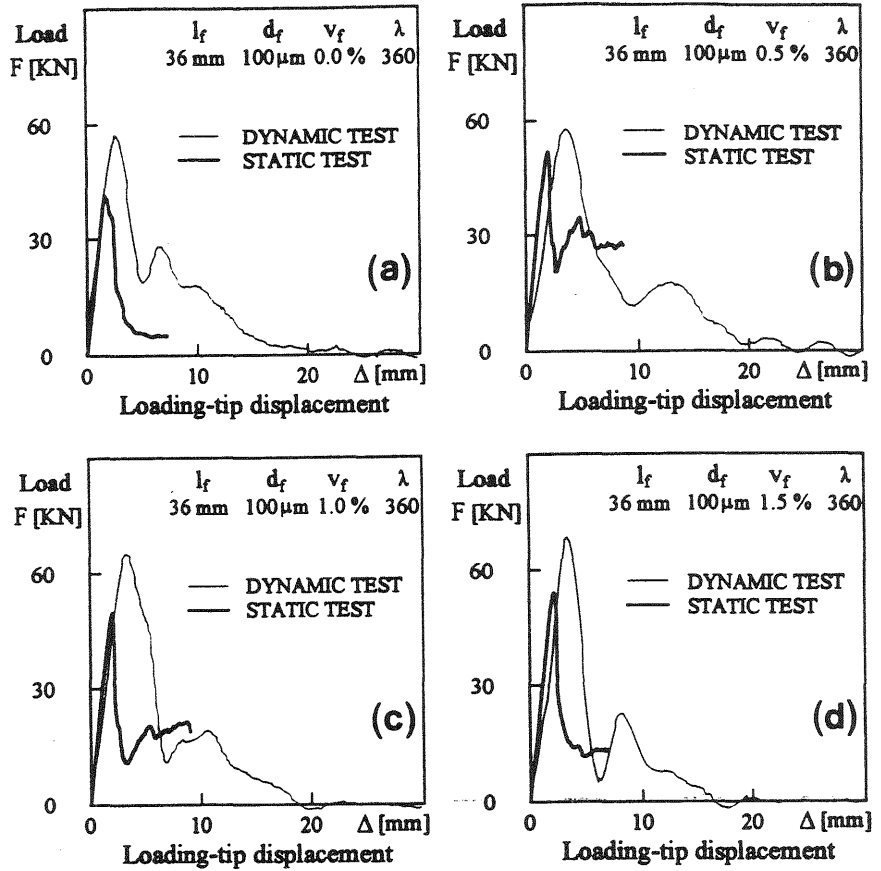 Load
F [KN]
l_f d_f v_f λ
36 mm 100μm 0.0 % 360
60
DYNAMIC TEST
STATIC TEST
30
(a)
0
0 10 20 Δ [mm]
Loading-tip displacement
Load
F [KN]
l_f d_f v_f λ
36 mm 100μm 0.5 % 360
60
DYNAMIC TEST
STATIC TEST
30
(b)
0
0 10 20 Δ [mm]
Loading-tip displacement
Load
F [KN]
l_f d_f v_f λ
36 mm 100μm 1.0 % 360
60
DYNAMIC TEST
STATIC TEST
30
(c)
0
0 10 20 Δ [mm]
Loading-tip displacement
Load
F [KN]
l_f d_f v_f λ
36 mm 100μm 1.5 % 360
60
DYNAMIC TEST
STATIC TEST
30
(d)
0
0 10 20 Δ [mm]
Loading-tip displacement